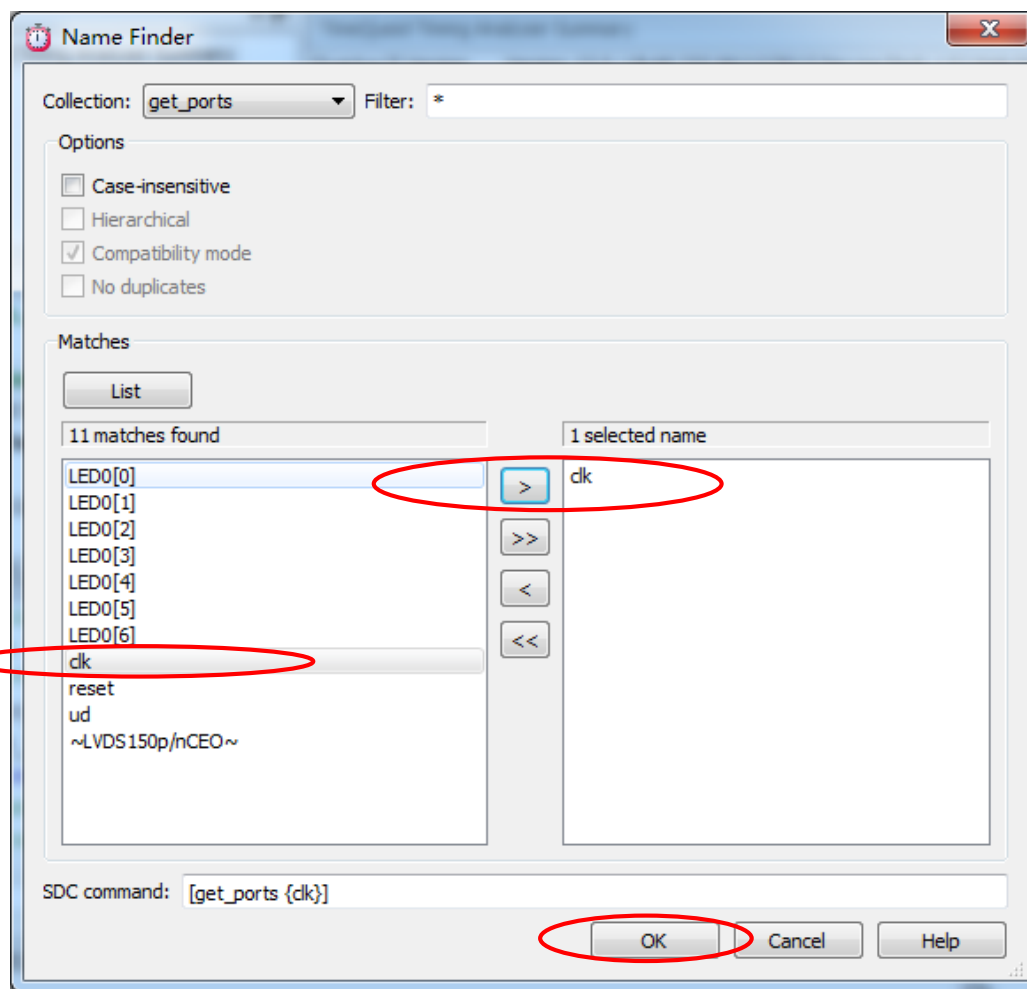 Name Finder
Collection: get_ports Filter: *
Options
Case-insensitive
Hierarchical
Compatibility mode
No duplicates
Matches
List
11 matches found 1 selected name
LED0[0] > clk
LED0[1]
LED0[2] >>
LED0[3]
LED0[4] <
LED0[5]
LED0[6] <<
clk
reset
ud
~LVDS150p/nCEO~
SDC command: [get_ports {clk}]
OK Cancel Help